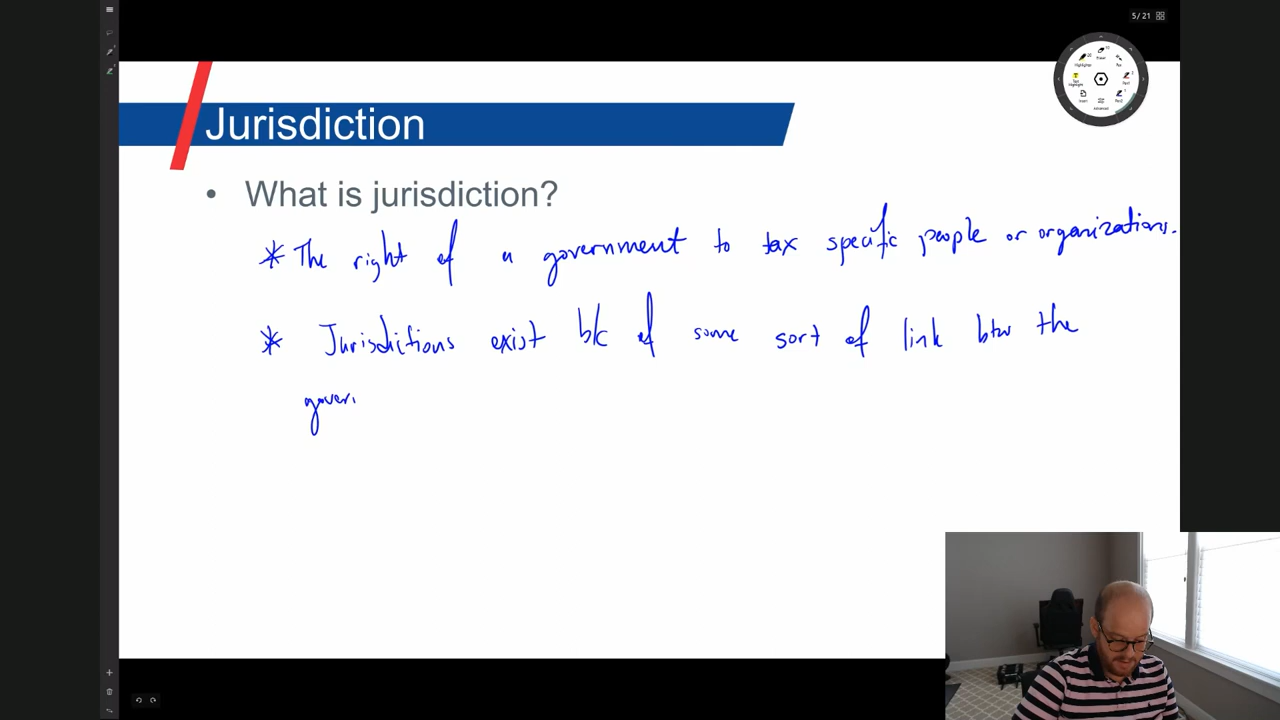 5/21
Jurisdiction
• What is jurisdiction?
* The right of a government to tax specific people or organizations.
* Jurisdictions exist b/c of some sort of link btw the
gover